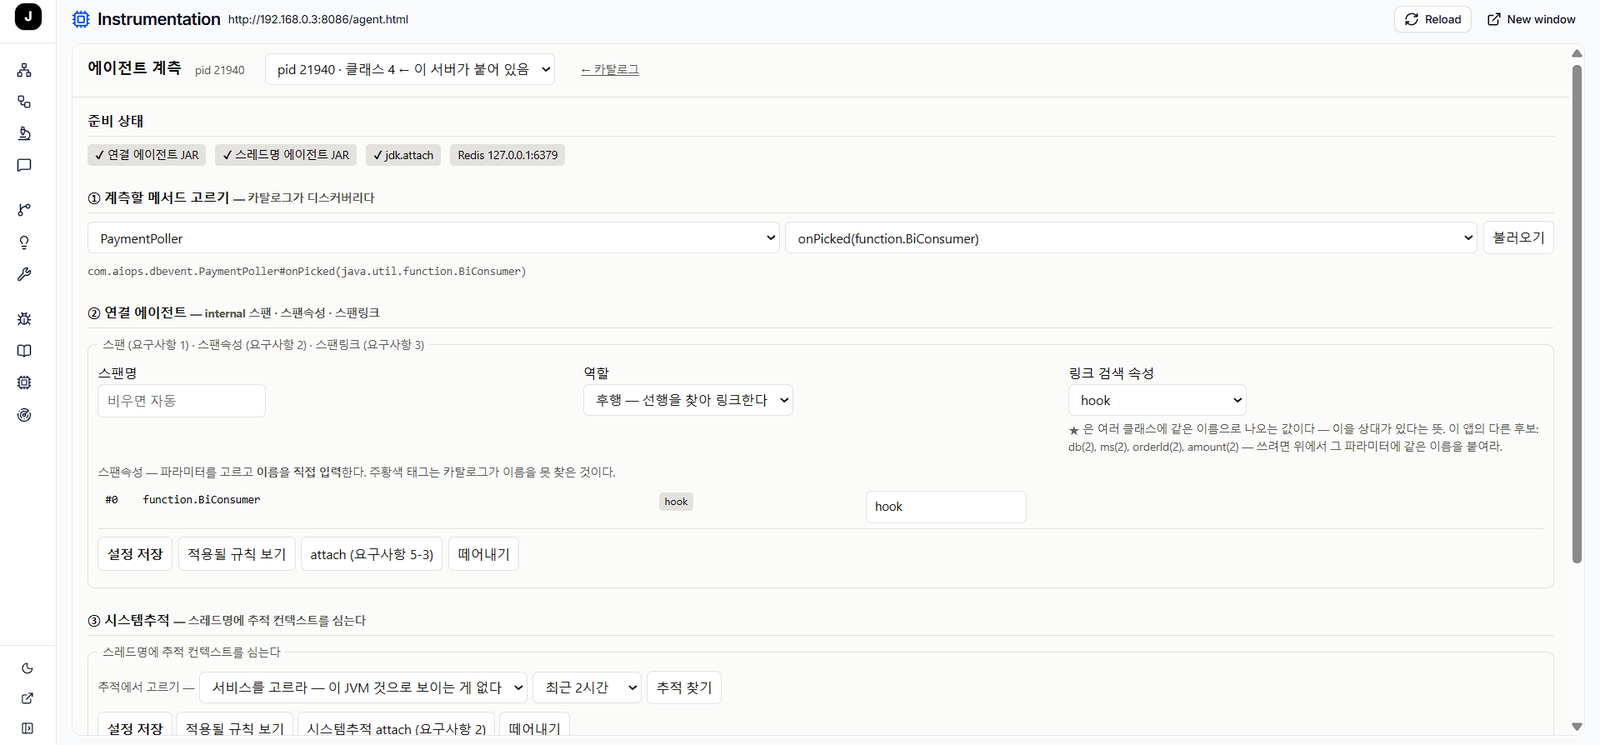 J
Instrumentation http://192.168.0.3:8086/agent.html
Reload
New window
에이전트 계측 pid 21940 pid 21940 · 클래스 4 ← 이 서버가 붙어 있음 ← 카탈로그
준비 상태
✓ 연결 에이전트 JAR ✓ 스레드명 에이전트 JAR ✓ jdk.attach Redis 127.0.0.1:6379
① 계측할 메서드 고르기 — 카탈로그가 디스커버리다
PaymentPoller onPicked(function.BiConsumer) 불러오기
com.aiops.dbevent.PaymentPoller#onPicked(java.util.function.BiConsumer)
② 연결 에이전트 — internal 스팬 · 스팬속성 · 스팬링크
스팬 (요구사항 1) · 스팬속성 (요구사항 2) · 스팬링크 (요구사항 3)
스팬명 역할 링크 검색 속성
비우면 자동 후행 — 선행을 찾아 링크한다 hook
★ 은 여러 클래스에 같은 이름으로 나오는 값이다 — 이을 상대가 있다는 뜻. 이 앱의 다른 후보:
db(2), ms(2), orderId(2), amount(2) — 쓰려면 위에서 그 파라미터에 같은 이름을 붙여라.
스팬속성 — 파라미터를 고르고 이름을 직접 입력한다. 주황색 태그는 카탈로그가 이름을 못 찾은 것이다.
#0 function.BiConsumer hook hook
설정 저장 적용될 규칙 보기 attach (요구사항 5-3) 떼어내기
③ 시스템추적 — 스레드명에 추적 컨텍스트를 심는다
스레드명에 추적 컨텍스트를 심는다
추적에서 고르기 — 서비스를 고르라 — 이 JVM 것으로 보이는 게 없다 최근 2시간 추적 찾기
설정 저장 적용될 규칙 보기 시스템추적 attach (요구사항 2) 떼어내기